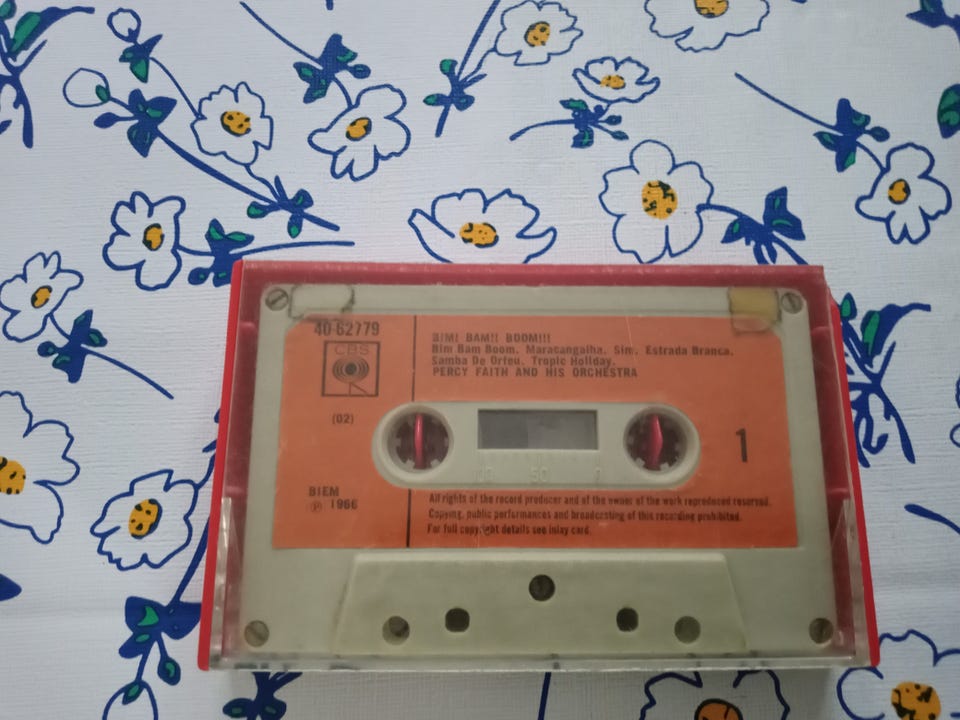 40-62779
CBS
(02)
BIEM
℗ 1966
BIM! BAM!! BOOM!!!
Bim Bam Boom. Maracangalha. Sim. Estrada Branca.
Samba De Orfeu. Tropic Holiday.
PERCY FAITH AND HIS ORCHESTRA
1
100 50 0
All rights of the record producer and of the owner of the work reproduced reserved.
Copying, public performances and broadcasting of this recording prohibited.
For full copyright details see inlay card.